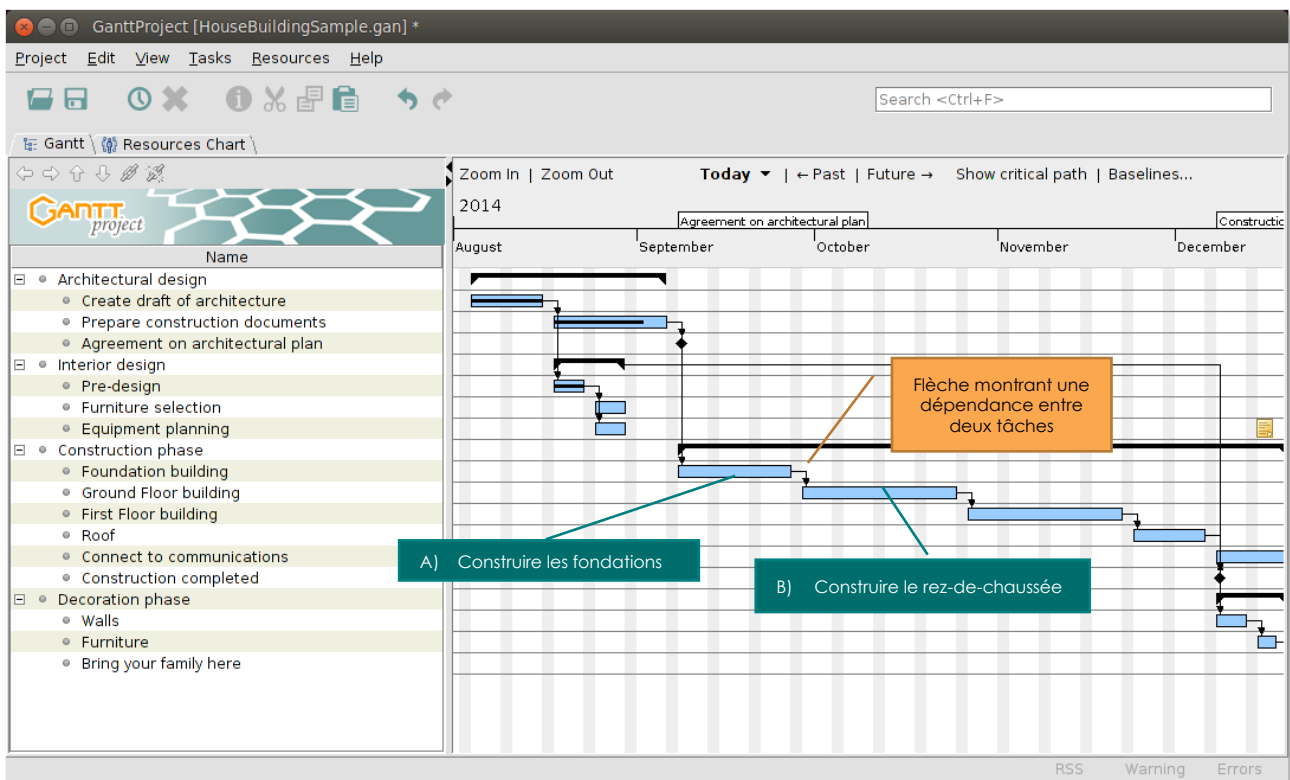 GanttProject [HouseBuildingSample.gan] *
Project Edit View Tasks Resources Help
Search <Ctrl+F>
Gantt Resources Chart
Zoom In | Zoom Out Today | ←Past | Future → Show critical path | Baselines...
GANTT
project
2014
Agreement on architectural plan Constructic
August September October November December
Name
Architectural design
Create draft of architecture
Prepare construction documents
Agreement on architectural plan
Interior design
Pre-design
Furniture selection
Equipment planning
Construction phase
Foundation building
Ground Floor building
First Floor building
Roof
Connect to communications
Construction completed
Decoration phase
Walls
Furniture
Bring your family here
Flèche montrant une
dépendance entre
deux tâches
A) Construire les fondations
B) Construire le rez-de-chaussée
RSS Warning Errors